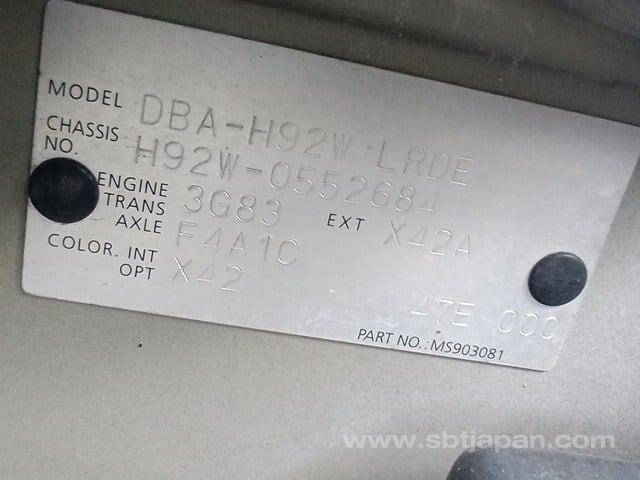 MODEL DBA-H92W LRDE
CHASSIS NO. H92W-0552684
ENGINE 3G83 EXT X42A
TRANS AXLE F4A1C
COLOR. INT X42
OPT 47E 000
PART NO.:MS903081
www.sbtjapan.com